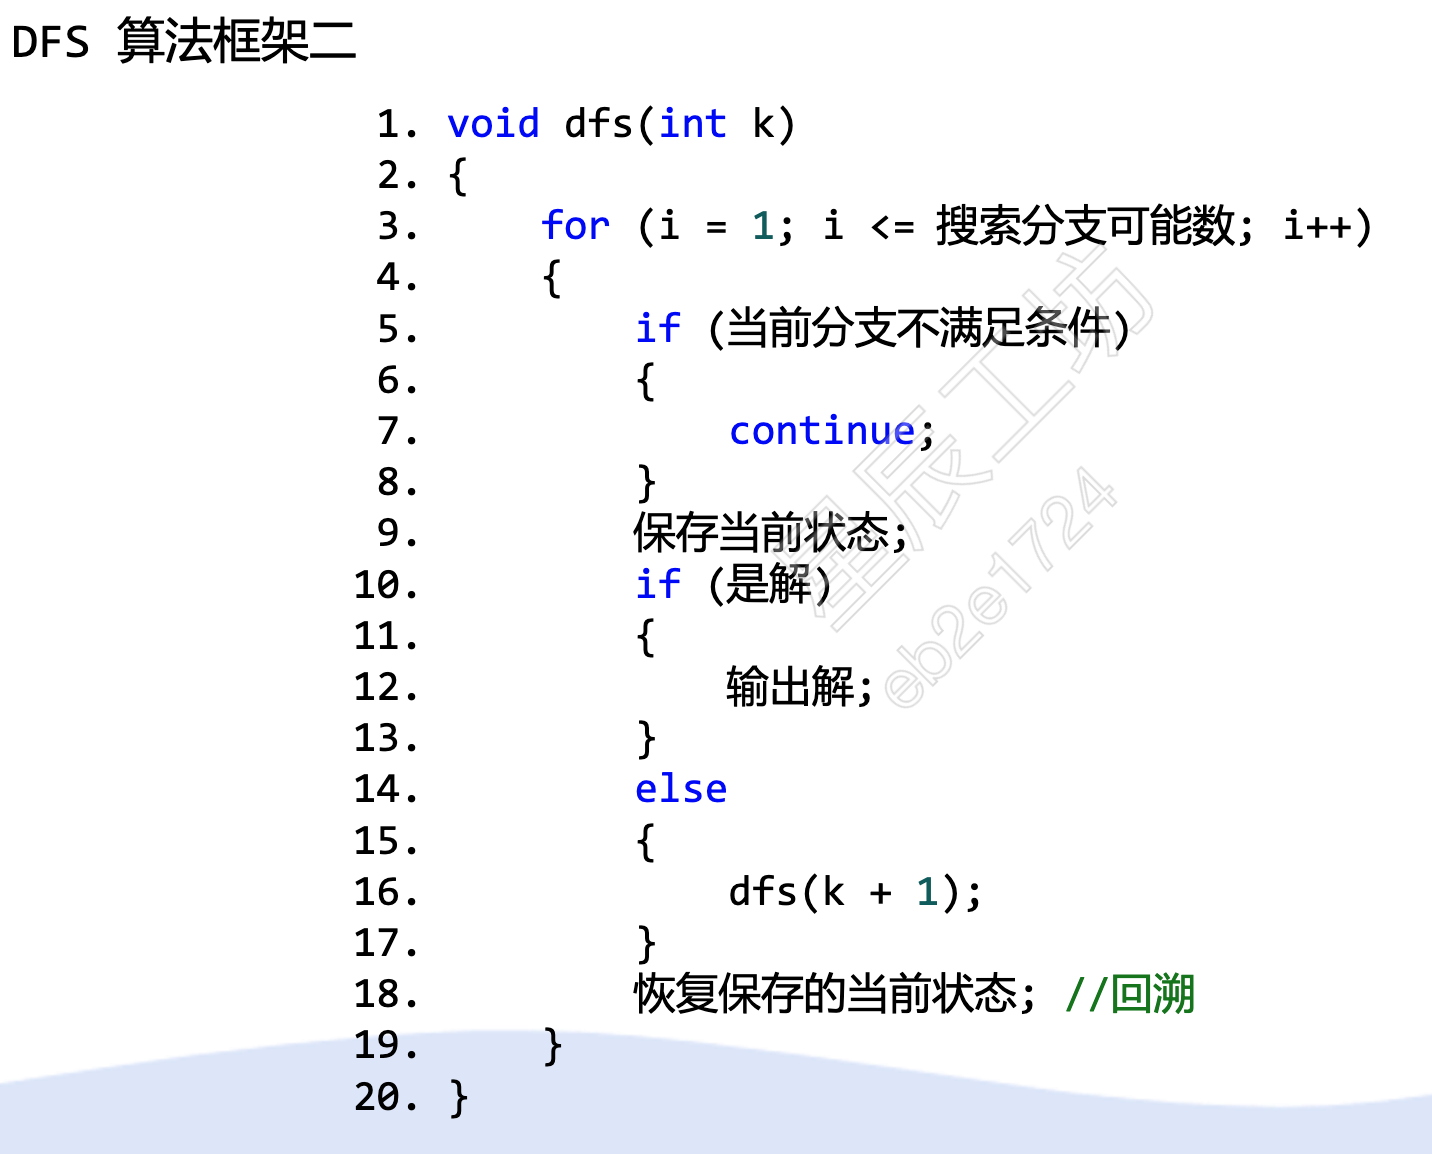 DFS 算法框架二
1. void dfs(int k)
2. {
3.     for (i = 1; i <= 搜索分支可能数; i++)
4.     {
5.         if (当前分支不满足条件)
6.         {
7.             continue;
8.         }
9.         保存当前状态;
10.         if (是解)
11.         {
12.             输出解;
13.         }
14.         else
15.         {
16.             dfs(k + 1);
17.         }
18.         恢复保存的当前状态; //回溯
19.     }
20. }
星辰工坊
eb2e1724